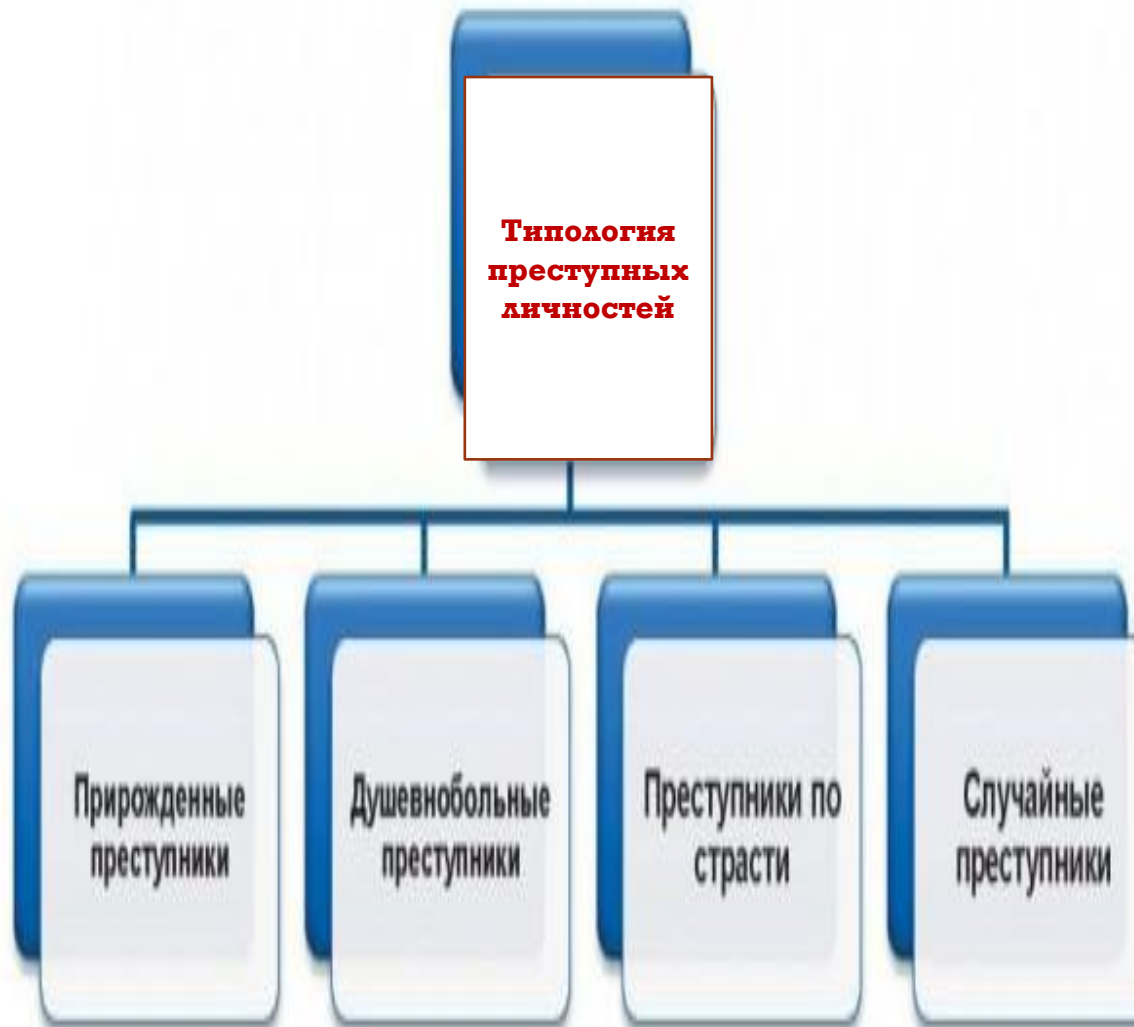 Типология
преступных
личностей
Прирожденные
преступники
Душевнобольные
преступники
Преступники по
страсти
Случайные
преступники